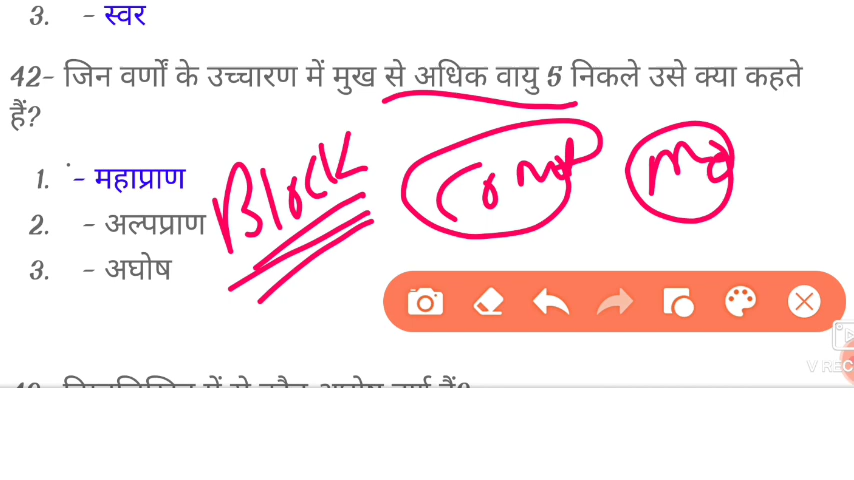 3. - स्वर
42- जिन वर्णों के उच्चारण में मुख से अधिक वायु 5 निकले उसे क्या कहते
हैं?
1. - महाप्राण
Block
2. - अल्पप्राण
3. - अघोष
V REC